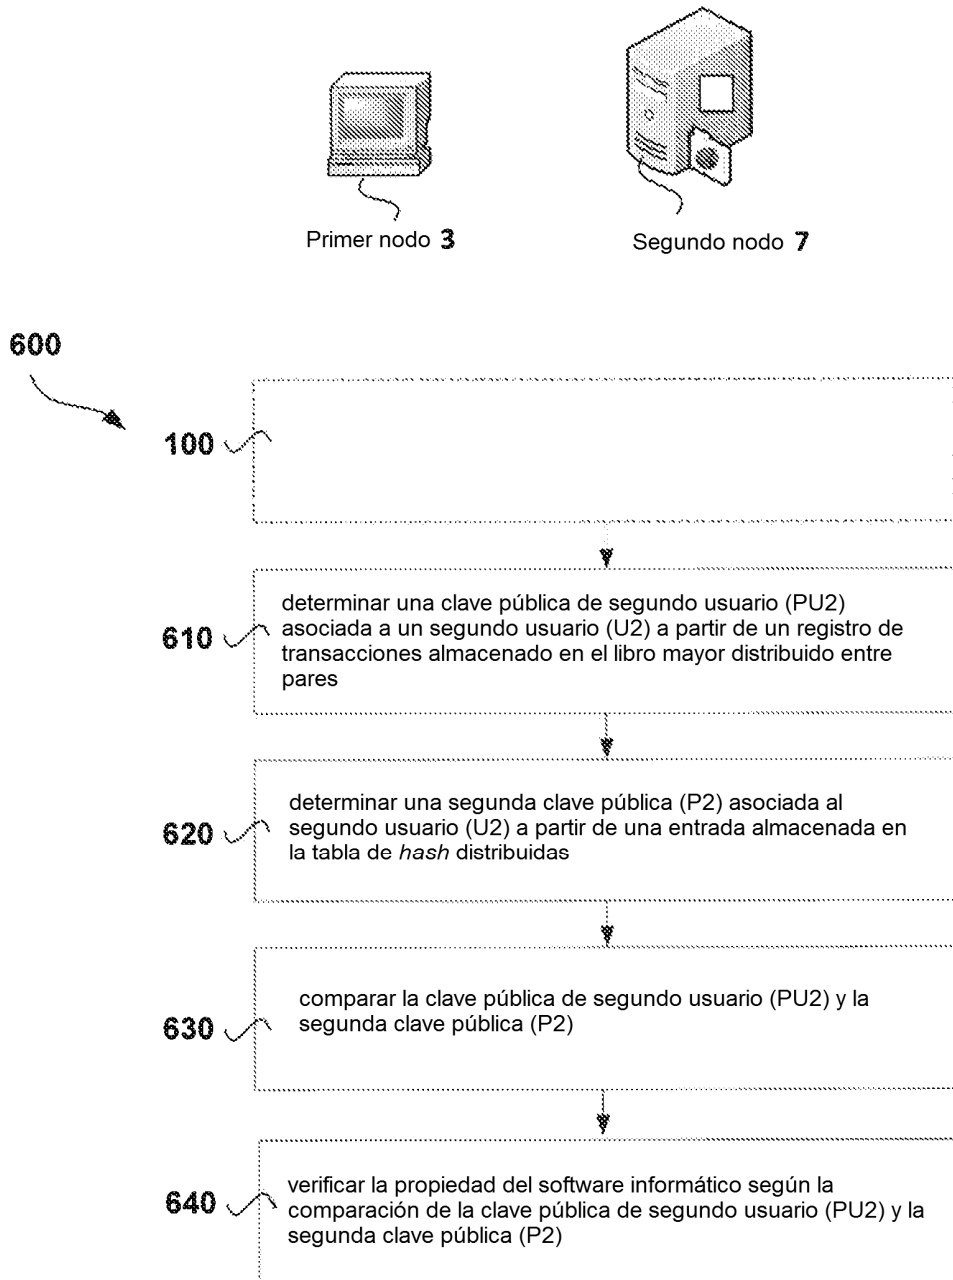 Primer nodo 3
Segundo nodo 7
600
100
610
determinar una clave pública de segundo usuario (PU2)
asociada a un segundo usuario (U2) a partir de un registro de
transacciones almacenado en el libro mayor distribuido entre
pares
620
determinar una segunda clave pública (P2) asociada al
segundo usuario (U2) a partir de una entrada almacenada en
la tabla de hash distribuidas
630
comparar la clave pública de segundo usuario (PU2) y la
segunda clave pública (P2)
640
verificar la propiedad del software informático según la
comparación de la clave pública de segundo usuario (PU2) y la
segunda clave pública (P2)